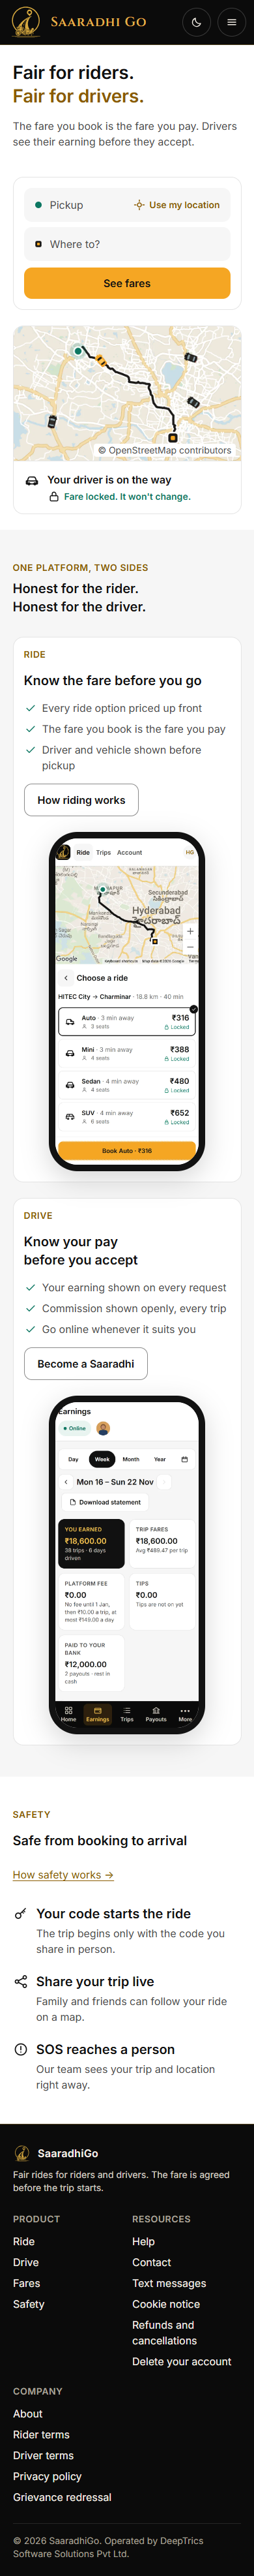 SAARADHI GO
Fair for riders.
Fair for drivers.
The fare you book is the fare you pay. Drivers
see their earning before they accept.
Pickup
Use my location
Where to?
See fares
© OpenStreetMap contributors
Your driver is on the way
Fare locked. It won't change.
ONE PLATFORM, TWO SIDES
Honest for the rider.
Honest for the driver.
RIDE
Know the fare before you go
Every ride option priced up front
The fare you book is the fare you pay
Driver and vehicle shown before
pickup
How riding works
Ride Trips Account HG
Secunderabad
Hyderabad
Google
Choose a ride
HITEC City → Charminar · 18.8 km · 40 min
Auto · 3 min away ₹316
3 seats Locked
Mini · 3 min away ₹388
4 seats Locked
Sedan · 4 min away ₹480
4 seats Locked
SUV · 4 min away ₹652
6 seats Locked
Book Auto · ₹316
DRIVE
Know your pay
before you accept
Your earning shown on every request
Commission shown openly, every trip
Go online whenever it suits you
Become a Saaradhi
Earnings
Online
Day Week Month Year
Mon 16 – Sun 22 Nov
Download statement
YOU EARNED
₹18,600.00
38 trips · 6 days
driven
TRIP FARES
₹18,600.00
Avg ₹489.47 per trip
PLATFORM FEE
₹0.00
No fee until 1 Jan,
then ₹10.00 a trip, at
most ₹149.00 a day
TIPS
₹0.00
Tips are not on yet
PAID TO YOUR
BANK
₹12,000.00
2 payouts · rest in
cash
Home Earnings Trips Payouts More
SAFETY
Safe from booking to arrival
How safety works →
Your code starts the ride
The trip begins only with the code you
share in person.
Share your trip live
Family and friends can follow your ride
on a map.
SOS reaches a person
Our team sees your trip and location
right away.
SaaradhiGo
Fair rides for riders and drivers. The fare is agreed
before the trip starts.
PRODUCT
Ride
Drive
Fares
Safety
RESOURCES
Help
Contact
Text messages
Cookie notice
Refunds and
cancellations
Delete your account
COMPANY
About
Rider terms
Driver terms
Privacy policy
Grievance redressal
© 2026 SaaradhiGo. Operated by DeepTrics
Software Solutions Pvt Ltd.